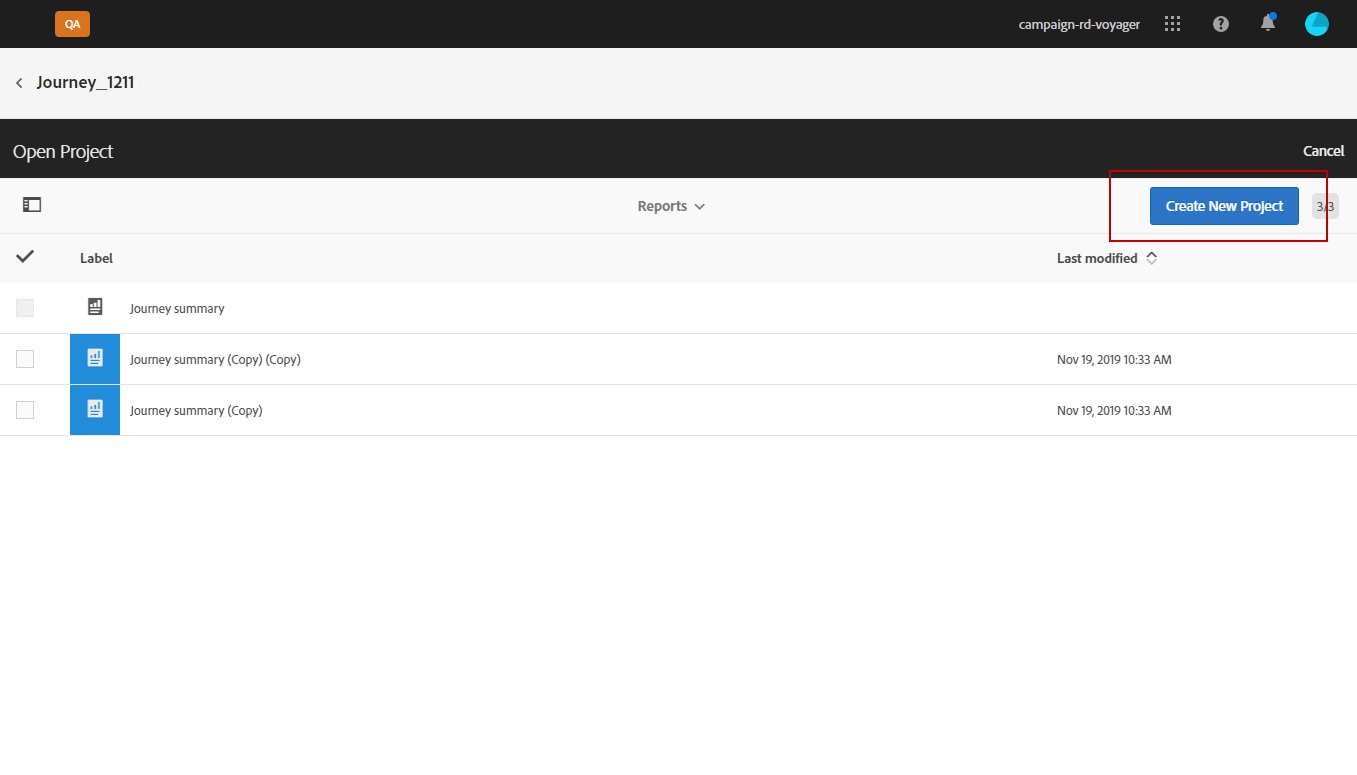 QA
campaign-rd-voyager
Journey_1211
Open Project
Cancel
Reports
Create New Project
3/3
Label
Last modified
Journey summary
Journey summary (Copy) (Copy)
Nov 19, 2019 10:33 AM
Journey summary (Copy)
Nov 19, 2019 10:33 AM